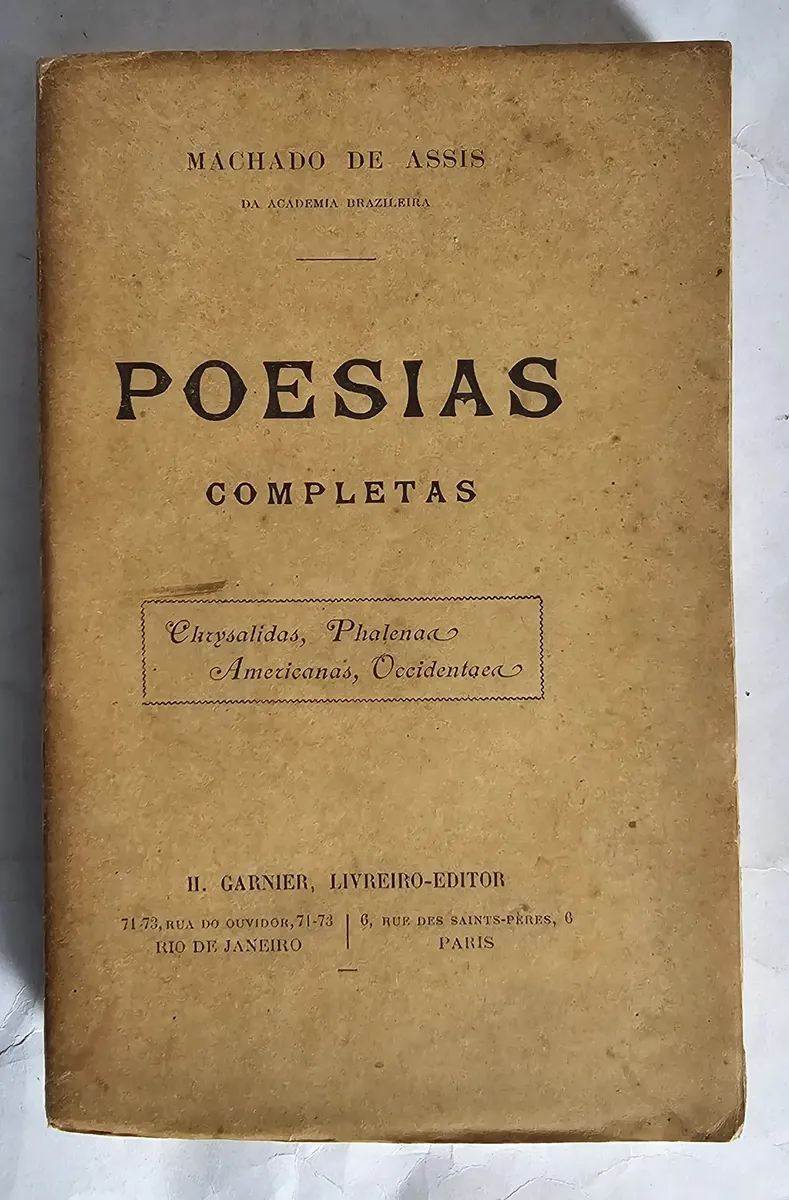 MACHADO DE ASSIS
DA ACADEMIA BRAZILEIRA
POESIAS
COMPLETAS
Chrysalidas, Phalenas
Americanas, Occidentaes
H. GARNIER, LIVREIRO-EDITOR
71-73, RUA DO OUVIDOR, 71-73
RIO DE JANEIRO
6, RUE DES SAINTS-PÈRES, 6
PARIS